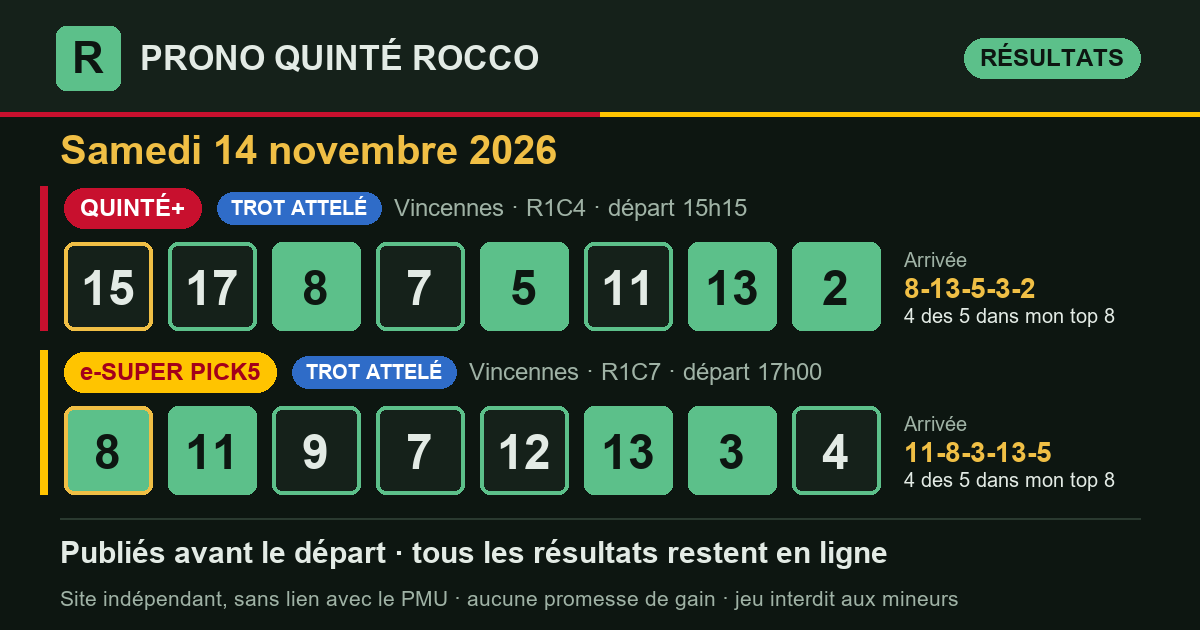 R PRONO QUINTÉ ROCCO RÉSULTATS
Samedi 14 novembre 2026
QUINTÉ+ TROT ATTELÉ Vincennes · R1C4 · départ 15h15
15 17 8 7 5 11 13 2
Arrivée
8-13-5-3-2
4 des 5 dans mon top 8
e-SUPER PICK5 TROT ATTELÉ Vincennes · R1C7 · départ 17h00
8 11 9 7 12 13 3 4
Arrivée
11-8-3-13-5
4 des 5 dans mon top 8
Publiés avant le départ · tous les résultats restent en ligne
Site indépendant, sans lien avec le PMU · aucune promesse de gain · jeu interdit aux mineurs